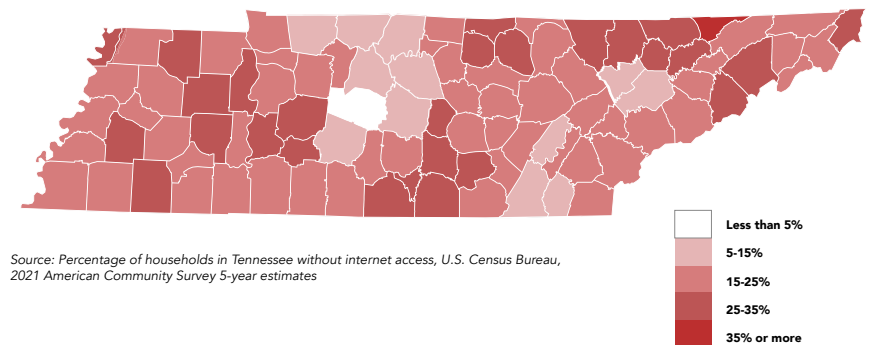 Less than 5%
5-15%
Source: Percentage of households in Tennessee without internet access, U.S. Census Bureau,
2021 American Community Survey 5-year estimates
15-25%
25-35%
35% or more